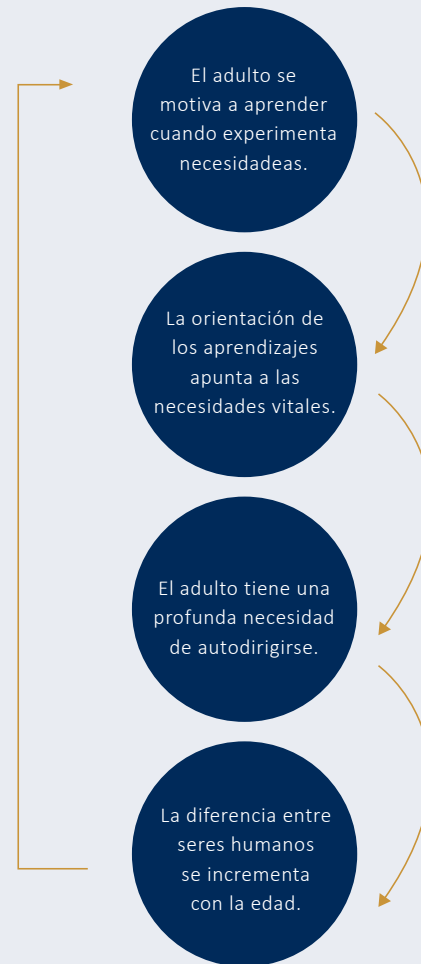 El adulto se
motiva a aprender
cuando experimenta
necesidadeas.
La orientación de
los aprendizajes
apunta a las
necesidades vitales.
El adulto tiene una
profunda necesidad
de autodirigirse.
La diferencia entre
seres humanos
se incrementa
con la edad.